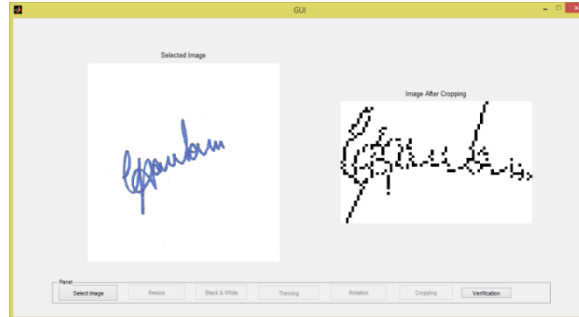 GUI
Selected Image
Image After Cropping
Panel
Select Image
Resize
Black & White
Thinning
Rotation
Cropping
Verification